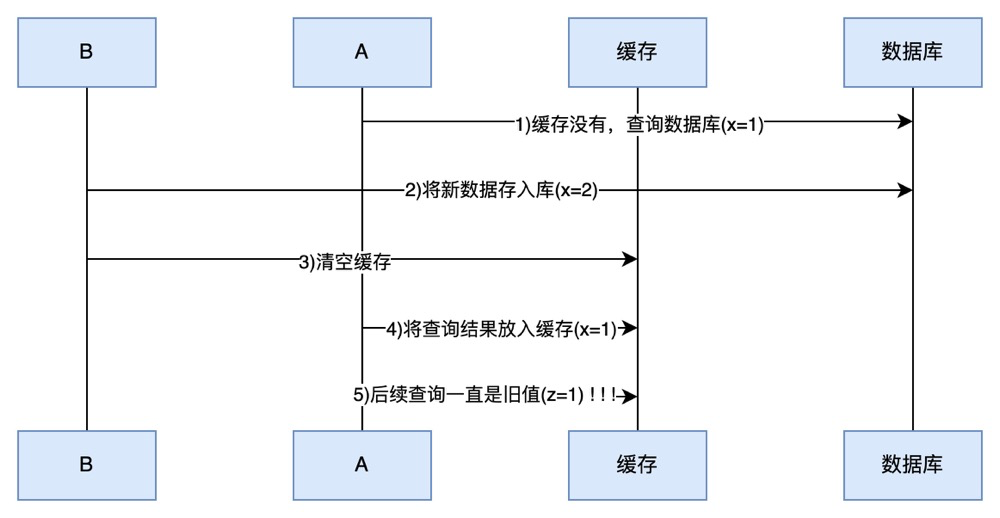 B
A
缓存
数据库
1)缓存没有，查询数据库(x=1)
2)将新数据存入库(x=2)
3)清空缓存
4)将查询结果放入缓存(x=1)
5)后续查询一直是旧值(z=1) ! ! !
B
A
缓存
数据库